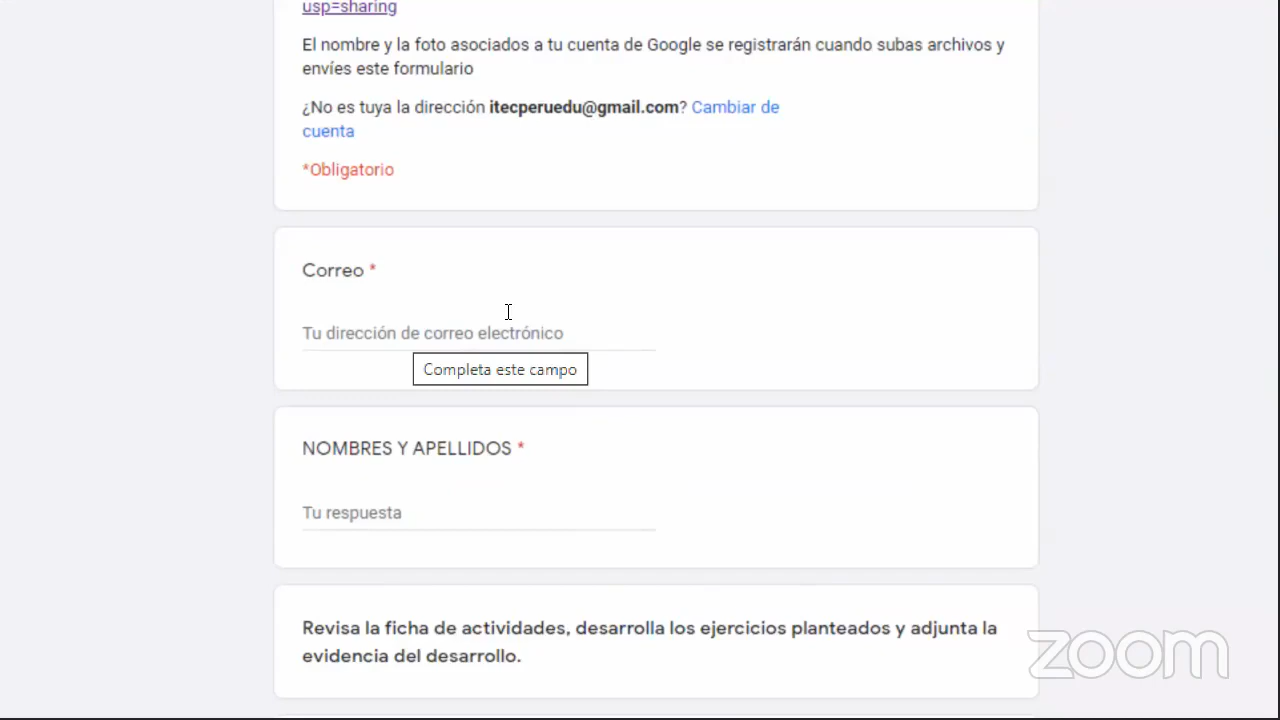 usp=sharing
El nombre y la foto asociados a tu cuenta de Google se registrarán cuando subas archivos y
envíes este formulario
¿No es tuya la dirección itecperuedu@gmail.com? Cambiar de
cuenta
*Obligatorio
Correo *
Tu dirección de correo electrónico
Completa este campo
NOMBRES Y APELLIDOS *
Tu respuesta
Revisa la ficha de actividades, desarrolla los ejercicios planteados y adjunta la
evidencia del desarrollo.
zoom